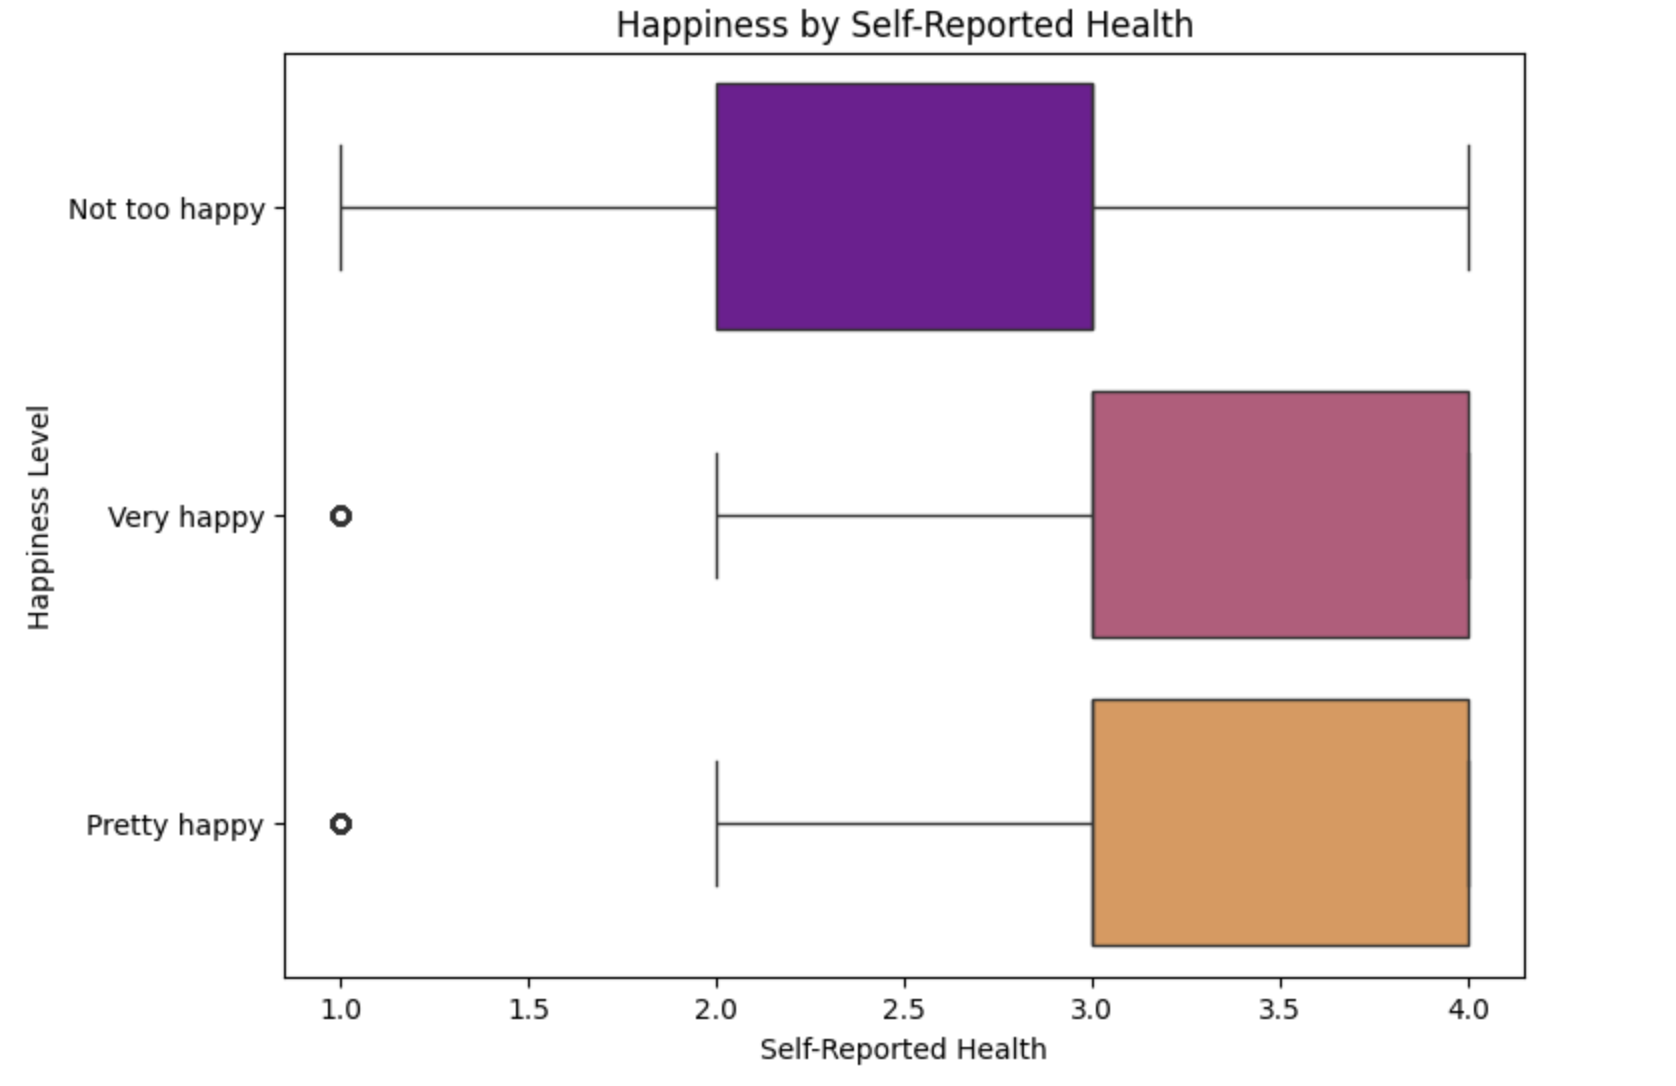 Happiness by Self-Reported Health
Happiness Level
Not too happy
Very happy
Pretty happy
1.0 1.5 2.0 2.5 3.0 3.5 4.0
Self-Reported Health